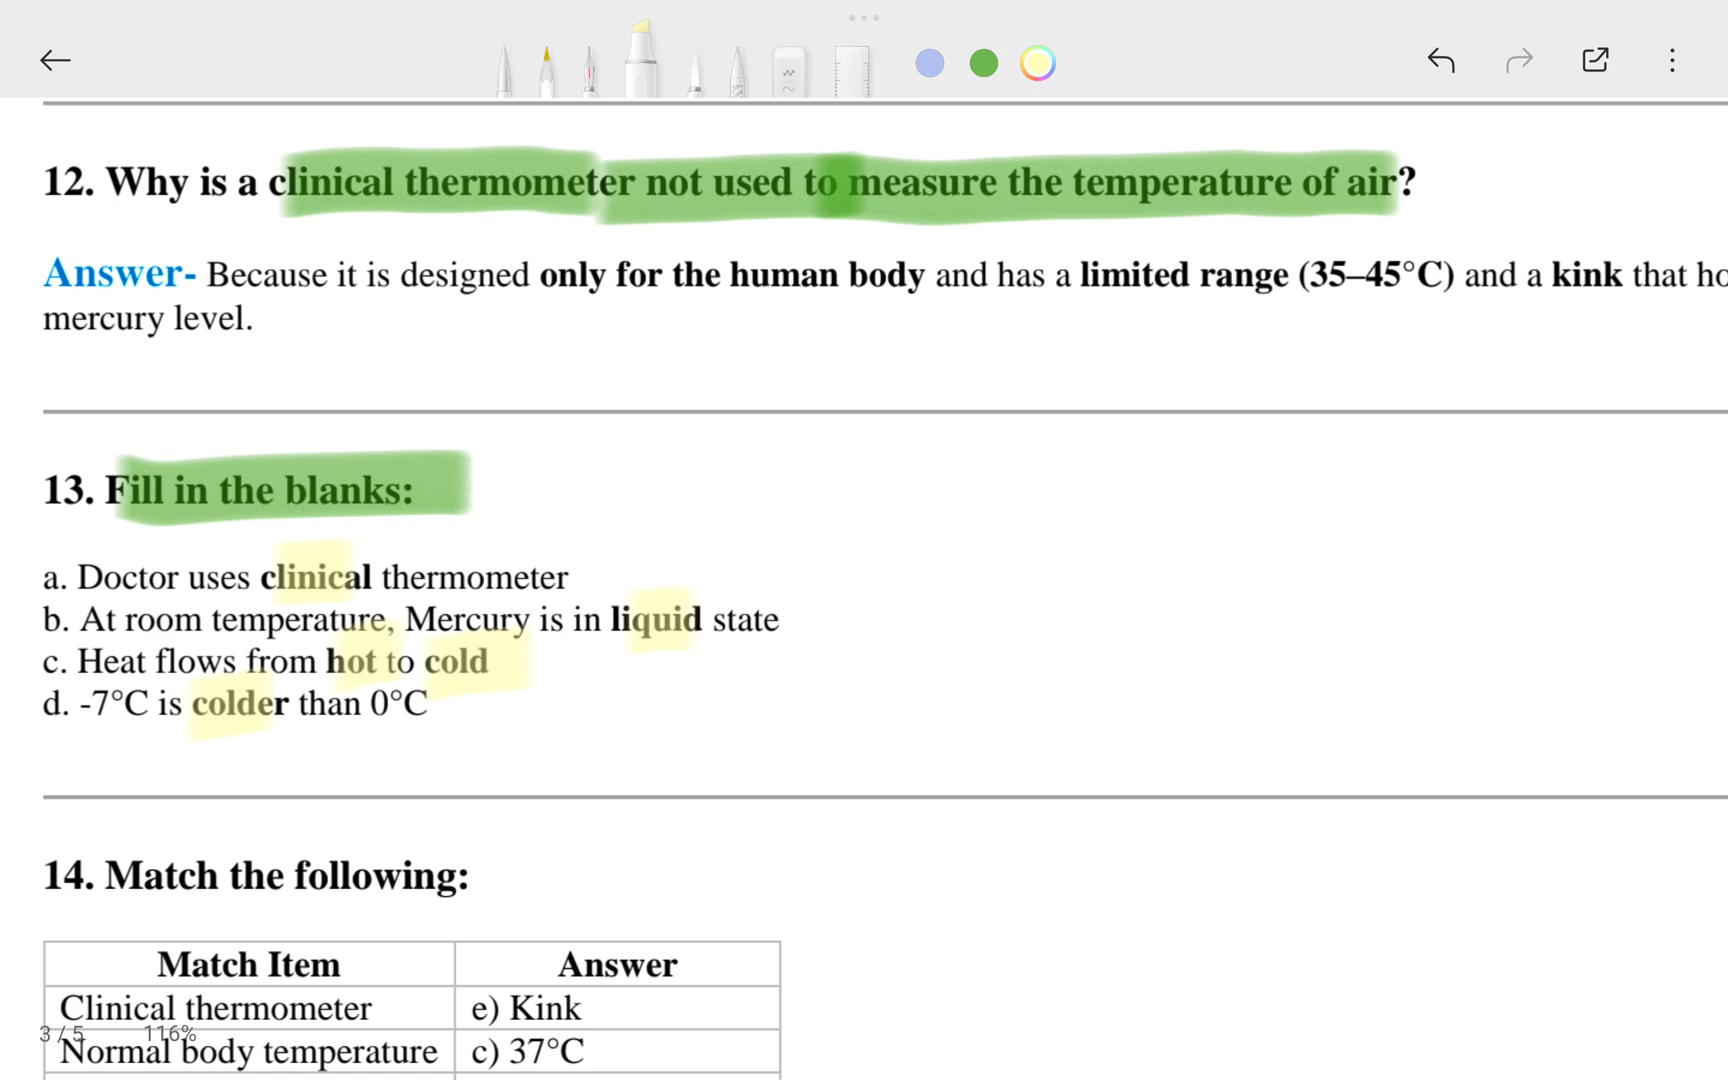 12. Why is a clinical thermometer not used to measure the temperature of air?
Answer- Because it is designed only for the human body and has a limited range (35–45°C) and a kink that ho
mercury level.
13. Fill in the blanks:
a. Doctor uses clinical thermometer
b. At room temperature, Mercury is in liquid state
c. Heat flows from hot to cold
d. -7°C is colder than 0°C
14. Match the following:
Match Item Answer
Clinical thermometer e) Kink
3 / 5 116%
Normal body temperature c) 37°C